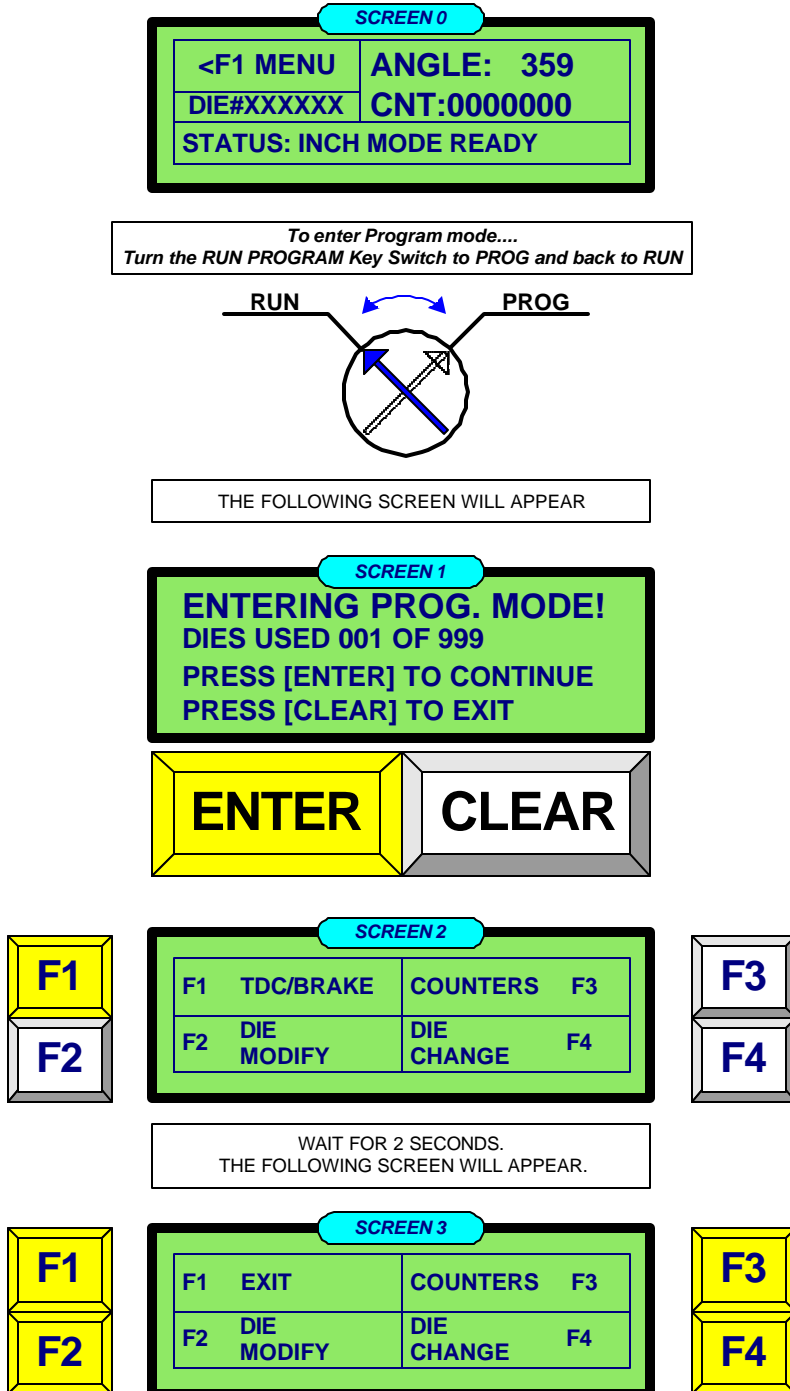 SCREEN 0
<F1 MENU
ANGLE: 359
DIE#XXXXXX
CNT:0000000
STATUS: INCH MODE READY
To enter Program mode....
Turn the RUN PROGRAM Key Switch to PROG and back to RUN
RUN
PROG
THE FOLLOWING SCREEN WILL APPEAR
SCREEN 1
ENTERING PROG. MODE!
DIES USED 001 OF 999
PRESS [ENTER] TO CONTINUE
PRESS [CLEAR] TO EXIT
ENTER
CLEAR
SCREEN 2
F1
F2
F1 TDC/BRAKE
COUNTERS F3
F2 DIE
MODIFY
DIE
CHANGE F4
F3
F4
WAIT FOR 2 SECONDS.
THE FOLLOWING SCREEN WILL APPEAR.
SCREEN 3
F1
F2
F1 EXIT
COUNTERS F3
F2 DIE
MODIFY
DIE
CHANGE F4
F3
F4